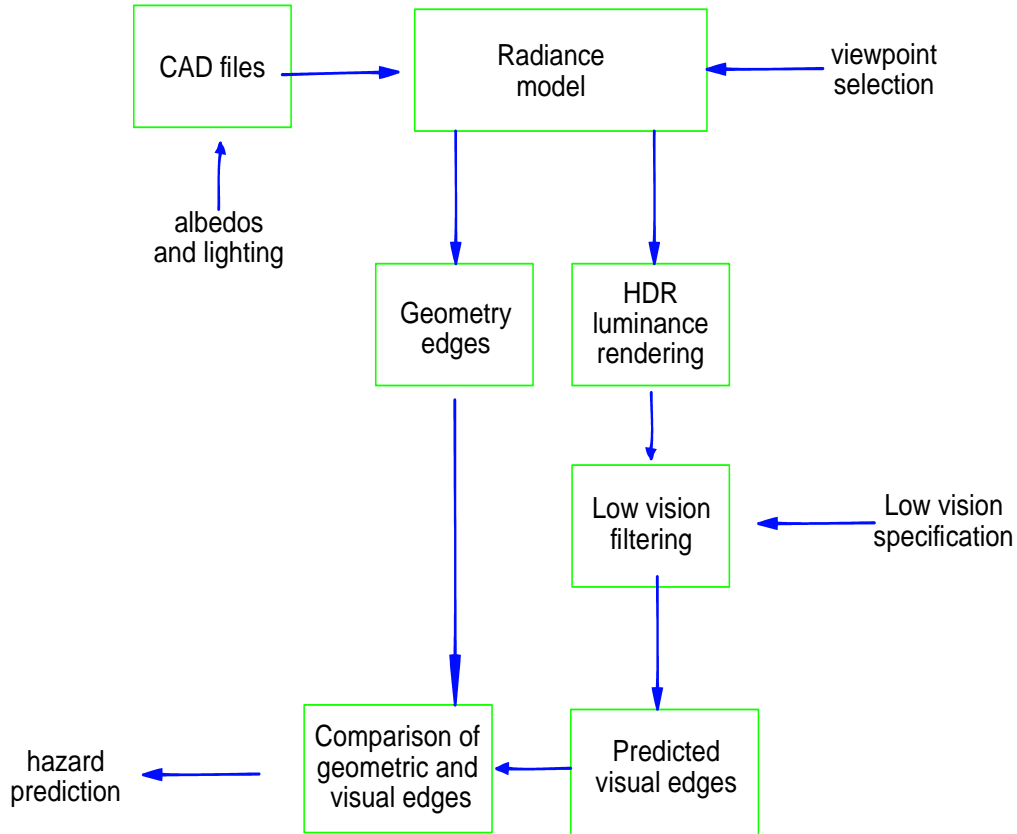 CAD files
Radiance
model
viewpoint
selection
albedos
and lighting
Geometry
edges
HDR
luminance
rendering
Low vision
filtering
Low vision
specification
Comparison of
geometric and
visual edges
Predicted
visual edges
hazard
prediction